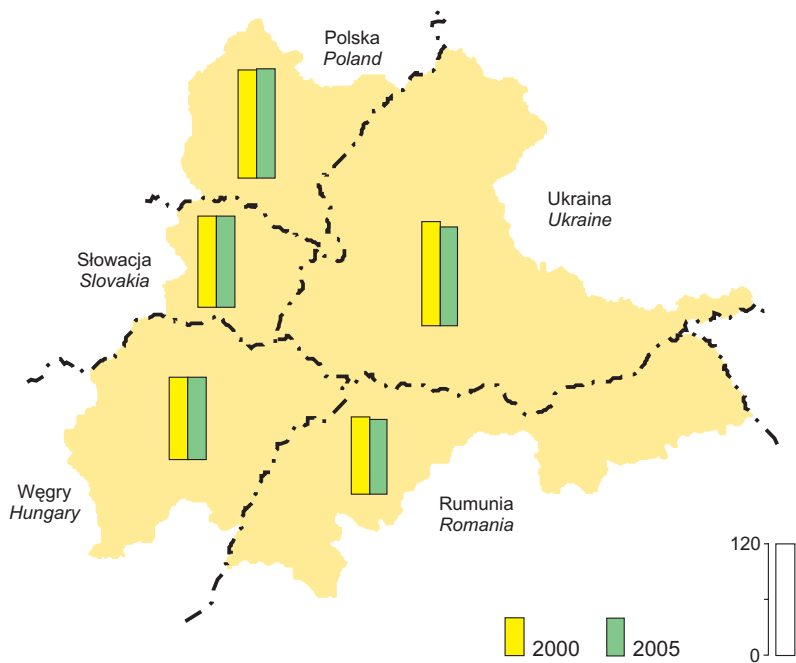 Polska
Poland
Ukraina
Ukraine
Słowacja
Slovakia
Węgry
Hungary
Rumunia
Romania
120
0
2000
2005